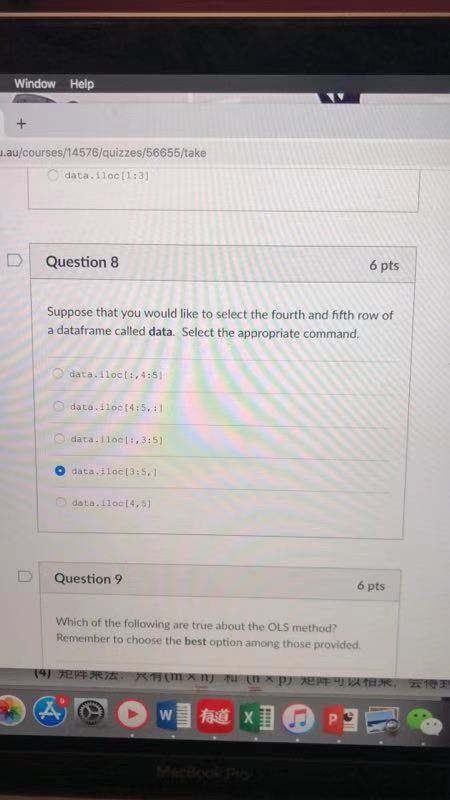 Window Help
+
.au/courses/14576/quizzes/56655/take
data.iloc[1:3]
Question 8
6 pts
Suppose that you would like to select the fourth and fifth row of
a dataframe called data. Select the appropriate command.
data.iloc[:,4:5]
data.iloc[4:5,:]
data.iloc[:,3:5]
data.iloc[3:5,]
data.iloc[4,5]
Question 9
6 pts
Which of the following are true about the OLS method?
Remember to choose the best option among those provided.
(4) 矩阵乘法: 只有(m x n) 和 (n x p) 矩阵可以相乘,
W
有道
X
P
MacBook Pro